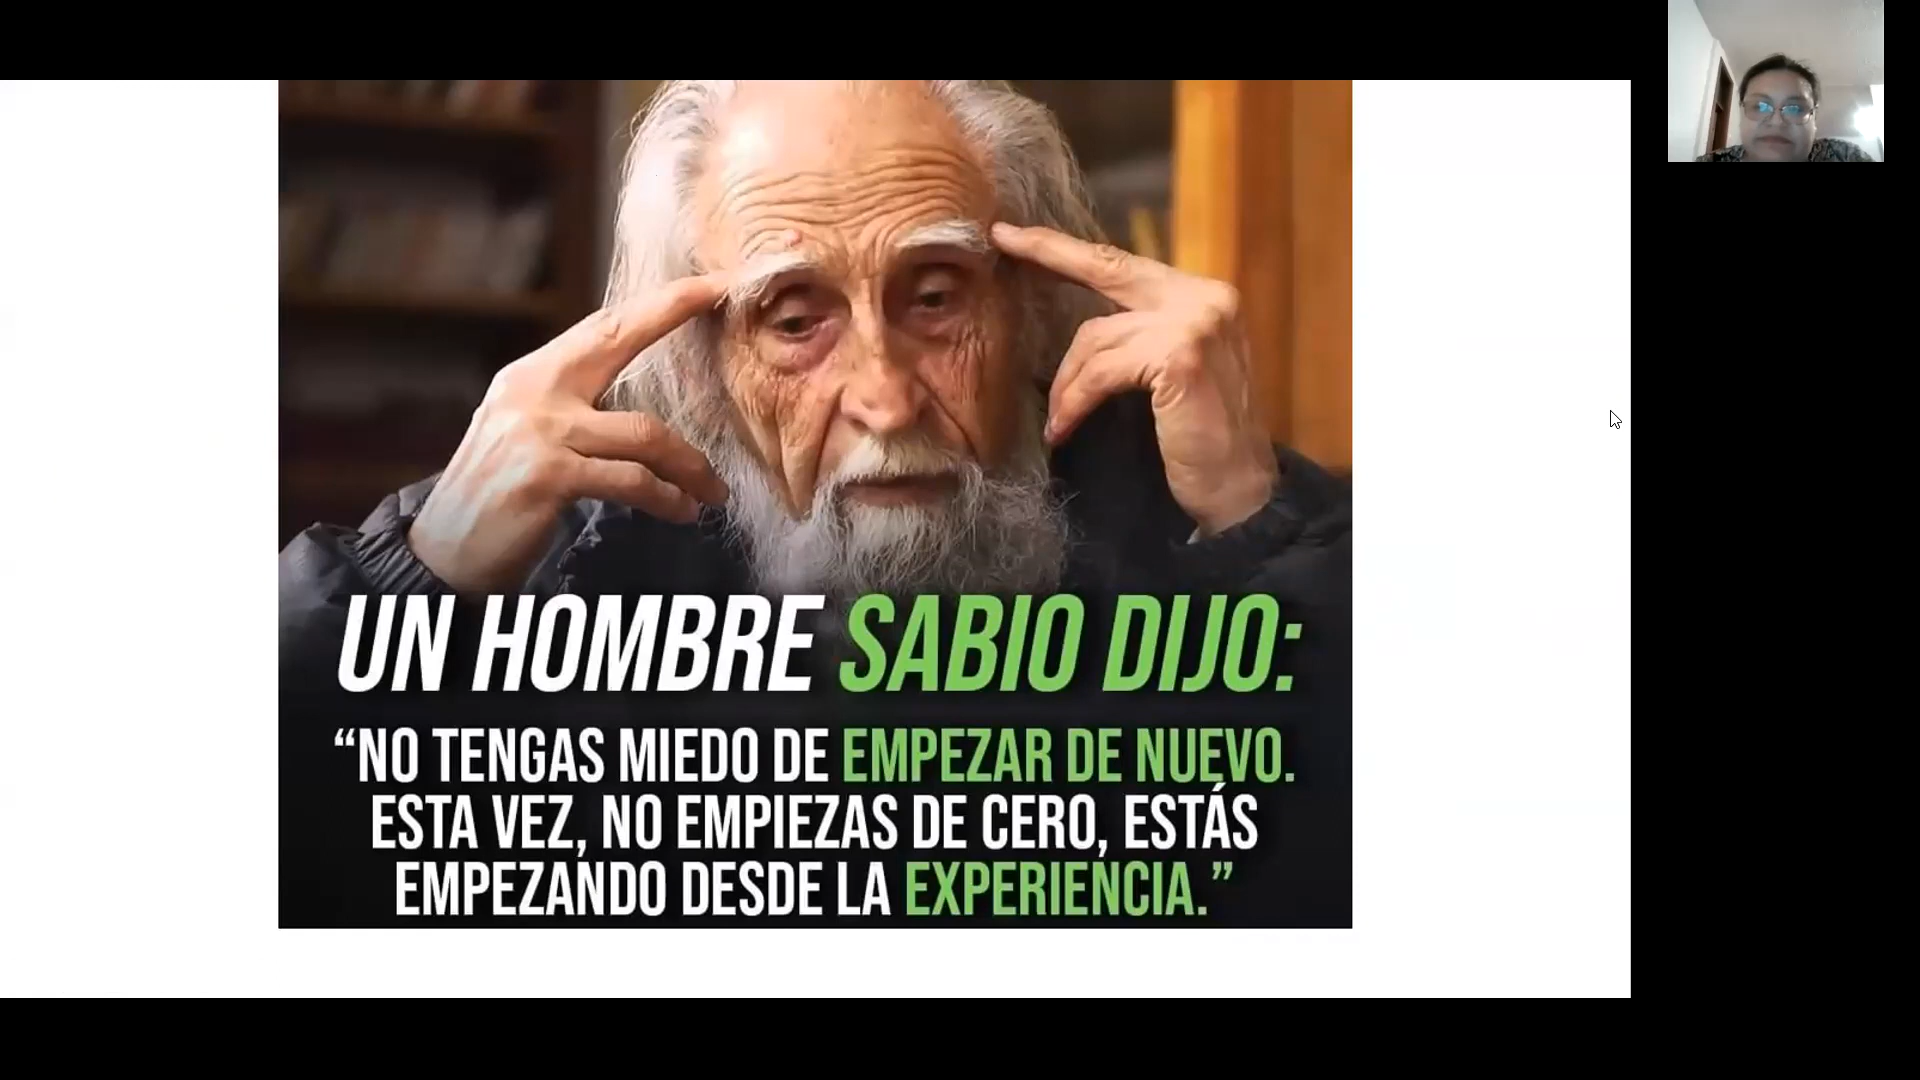 UN HOMBRE SABIO DIJO:
“NO TENGAS MIEDO DE EMPEZAR DE NUEVO.
ESTA VEZ, NO EMPIEZAS DE CERO, ESTÁS
EMPEZANDO DESDE LA EXPERIENCIA.”